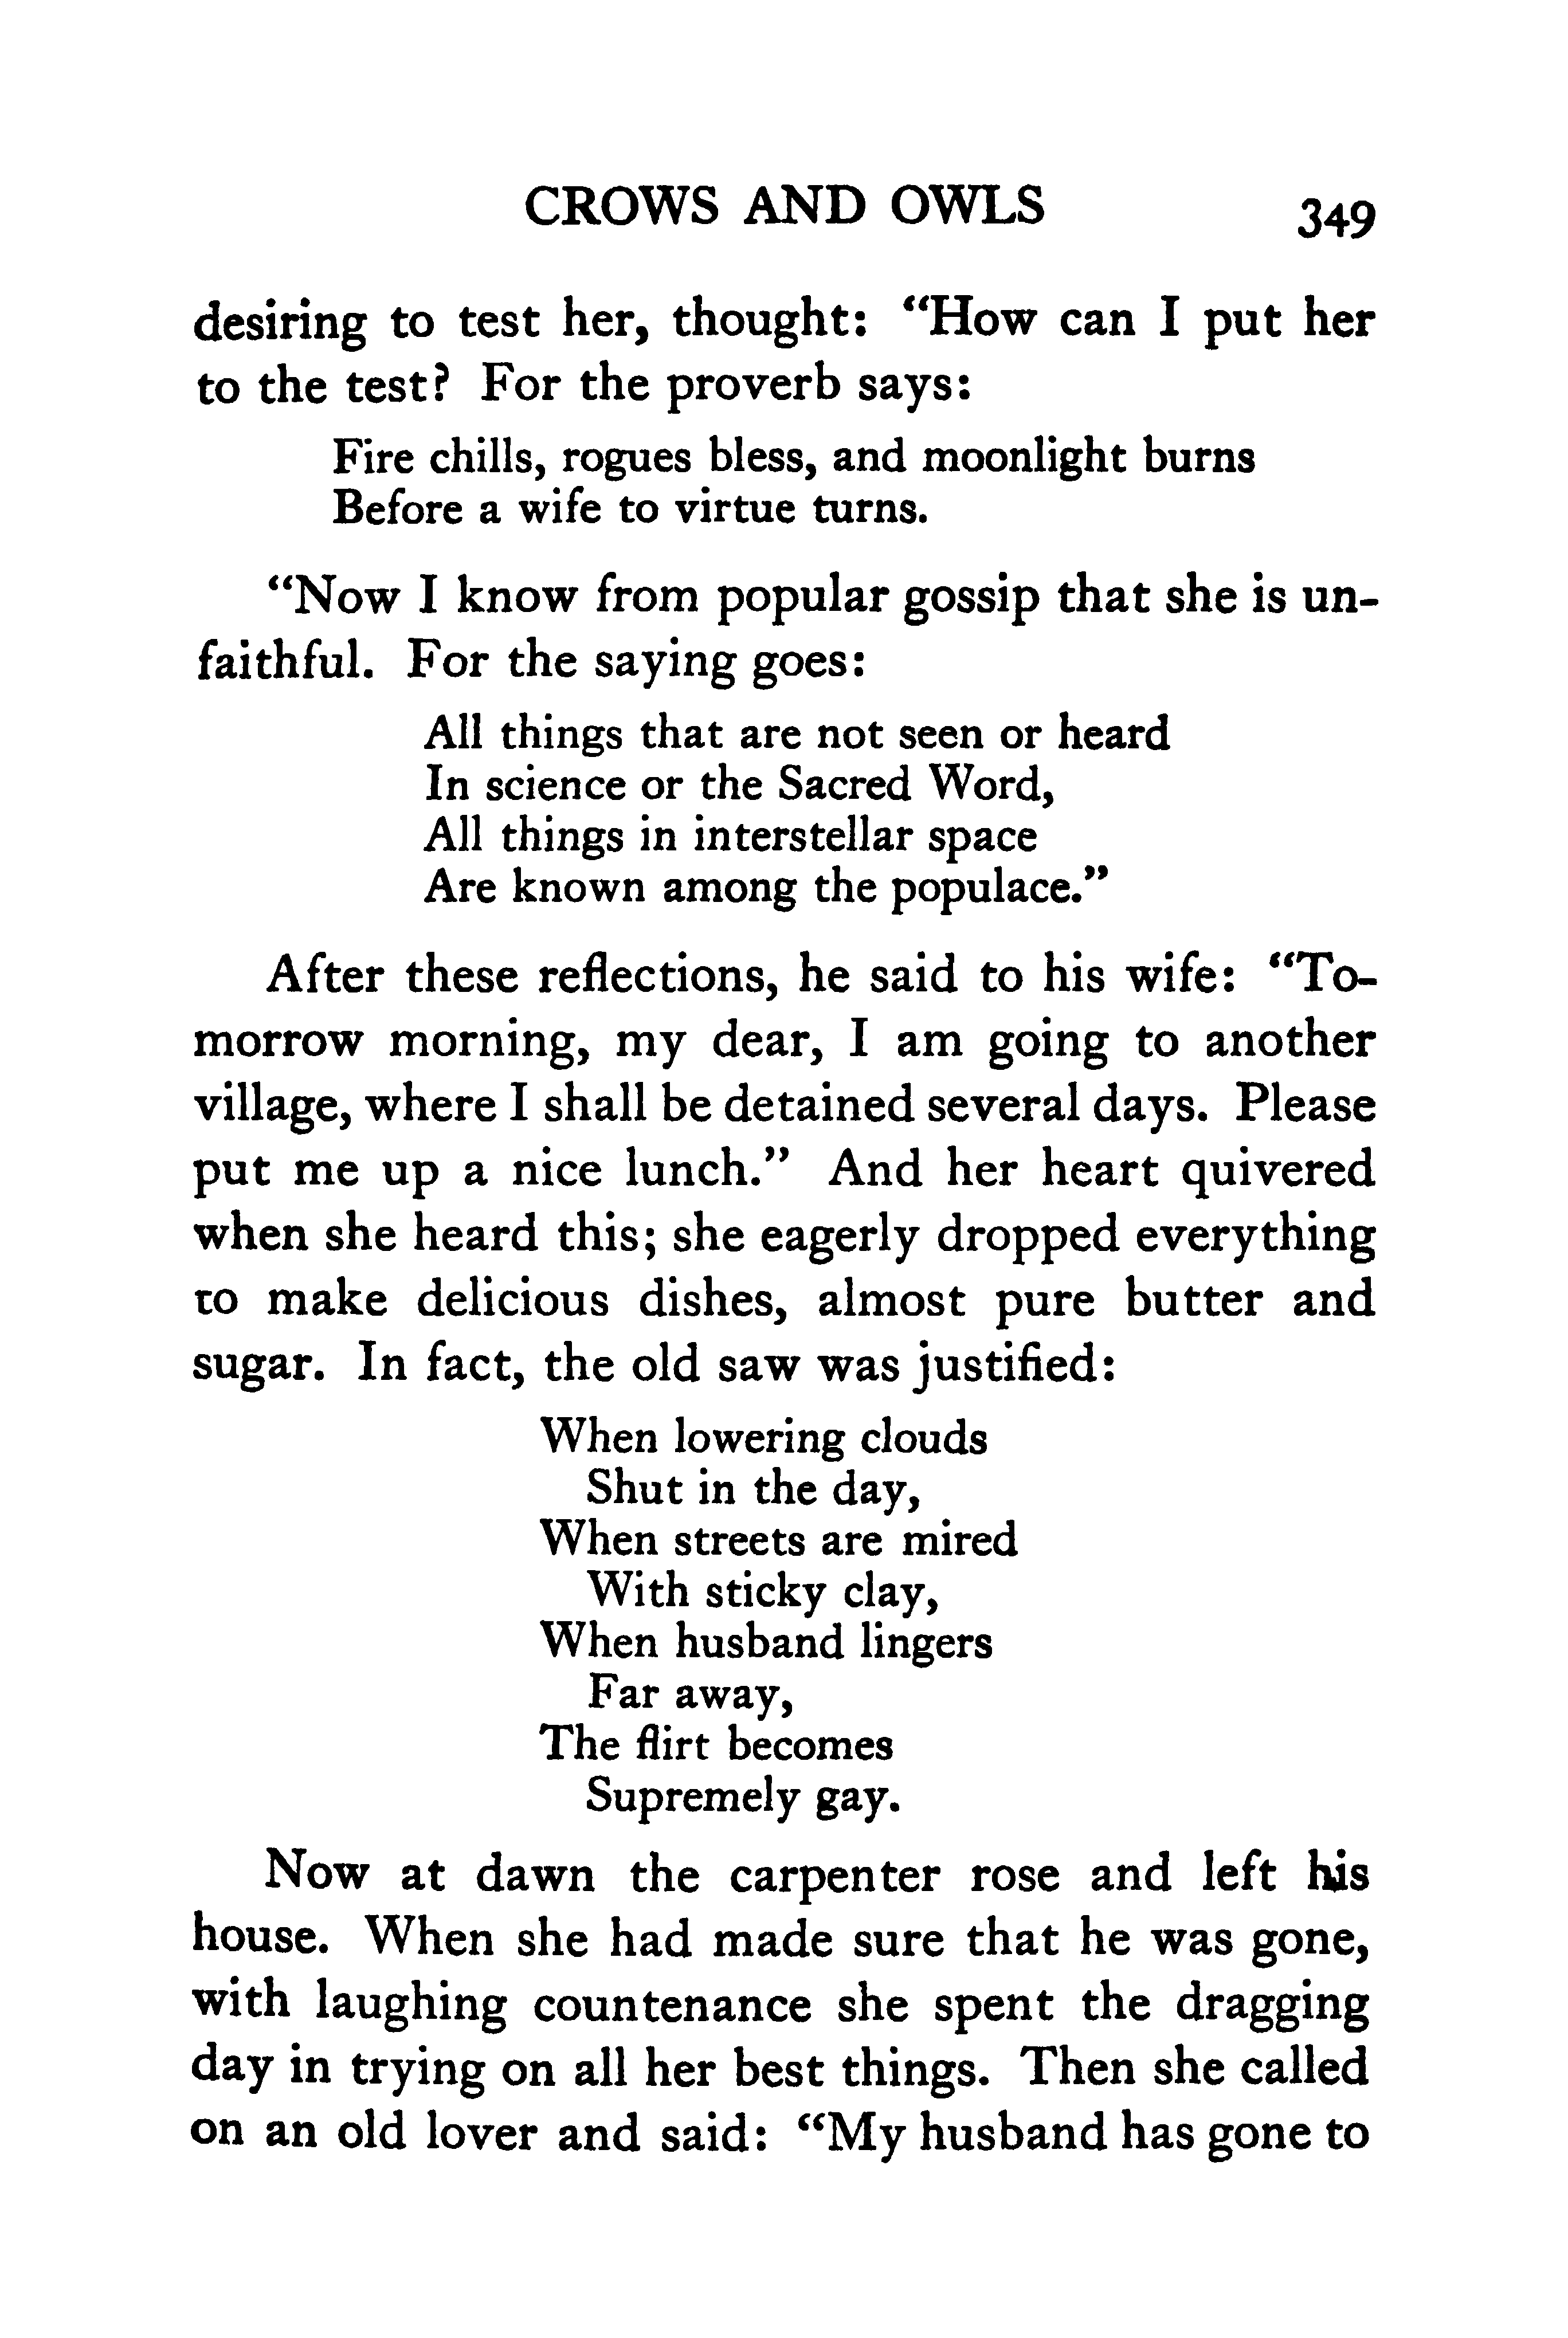 CROWS AND OWLS 349
desiring to test her, thought: “How can I put her
to the test? For the proverb says:
Fire chills, rogues bless, and moonlight burns
Before a wife to virtue turns.
“Now I know from popular gossip that she is un-
faithful. For the saying goes:
All things that are not seen or heard
In science or the Sacred Word,
All things in interstellar space
Are known among the populace.”
After these reflections, he said to his wife: “To-
morrow morning, my dear, I am going to another
village, where I shall be detained several days. Please
put me up a nice lunch.” And her heart quivered
when she heard this; she eagerly dropped everything
to make delicious dishes, almost pure butter and
sugar. In fact, the old saw was justified:
When lowering clouds
Shut in the day,
When streets are mired
With sticky clay,
When husband lingers
Far away,
The flirt becomes
Supremely gay.
Now at dawn the carpenter rose and left his
house. When she had made sure that he was gone,
with laughing countenance she spent the dragging
day in trying on all her best things. Then she called
on an old lover and said: “My husband has gone to